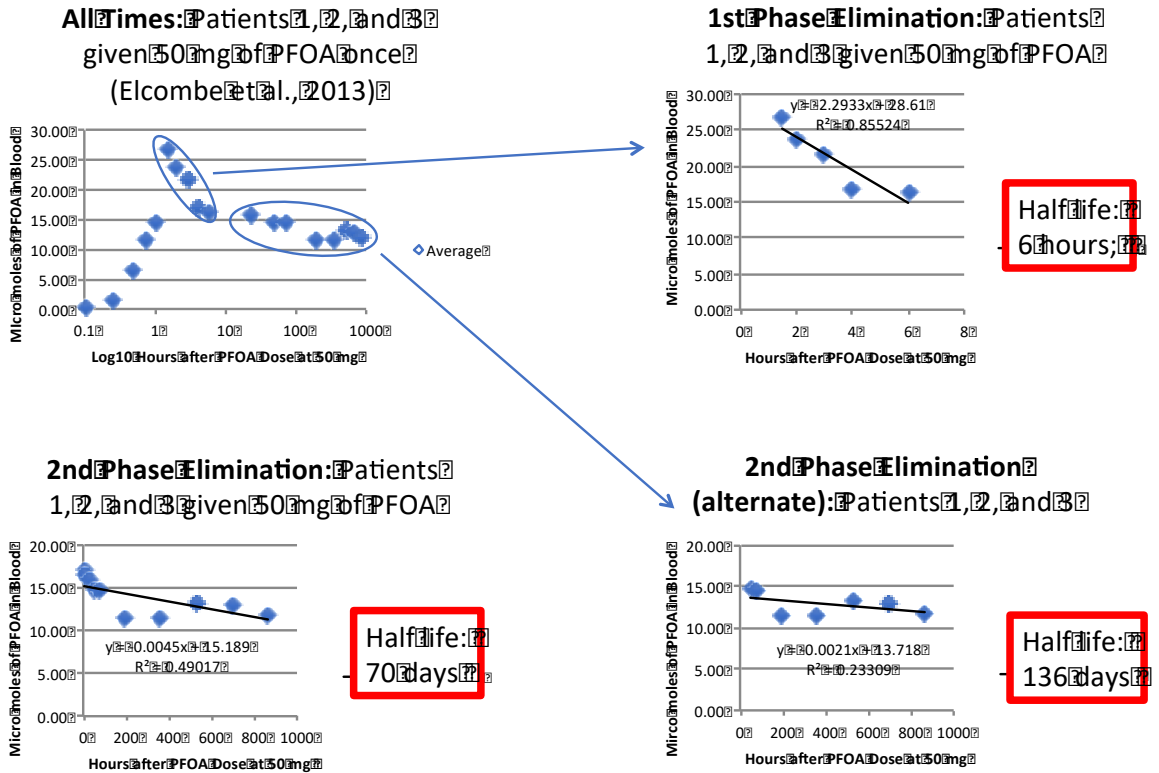 All Times: Patients 1, 2, and 3
given 50 mg of PFOA once
(Elcombe et al., 2013)
Micro moles of PFOA in Blood
30.00
25.00
20.00
15.00
10.00
5.00
0.00
0.1 1 10 100 1000
Log10 Hours after PFOA Dose at 50 mg
Average
1st Phase Elimination: Patients
1, 2, and 3 given 50 mg of PFOA
Micro moles of PFOA in Blood
30.00
25.00
20.00
15.00
10.00
5.00
0.00
y = -2.2933x + 28.61
R² = 0.85524
0 2 4 6 8
Hours after PFOA Dose at 50 mg
Half life:
6 hours;
2nd Phase Elimination: Patients
1, 2, and 3 given 50 mg of PFOA
Micro moles of PFOA in Blood
20.00
15.00
10.00
5.00
0.00
y = -0.0045x + 15.189
R² = 0.49017
0 200 400 600 800 1000
Hours after PFOA Dose at 50 mg
Half life:
70 days
2nd Phase Elimination
(alternate): Patients 1, 2, and 3
Mirco moles of PFOA in Blood
20.00
15.00
10.00
5.00
0.00
y = -0.0021x + 13.718
R² = 0.23309
0 200 400 600 800 1000
Hours after PFOA Dose at 50 mg
Half life:
136 days